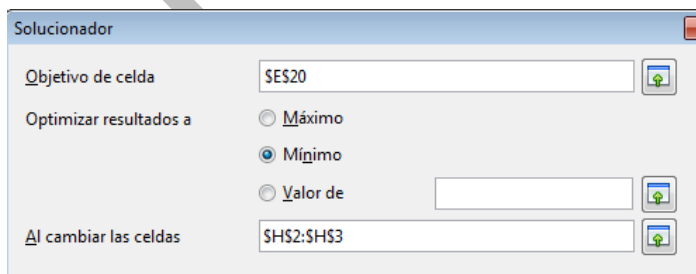 Solucionador
Objetivo de celda $E$20
Optimizar resultados a Máximo
Mínimo
Valor de
Al cambiar las celdas $H$2:$H$3